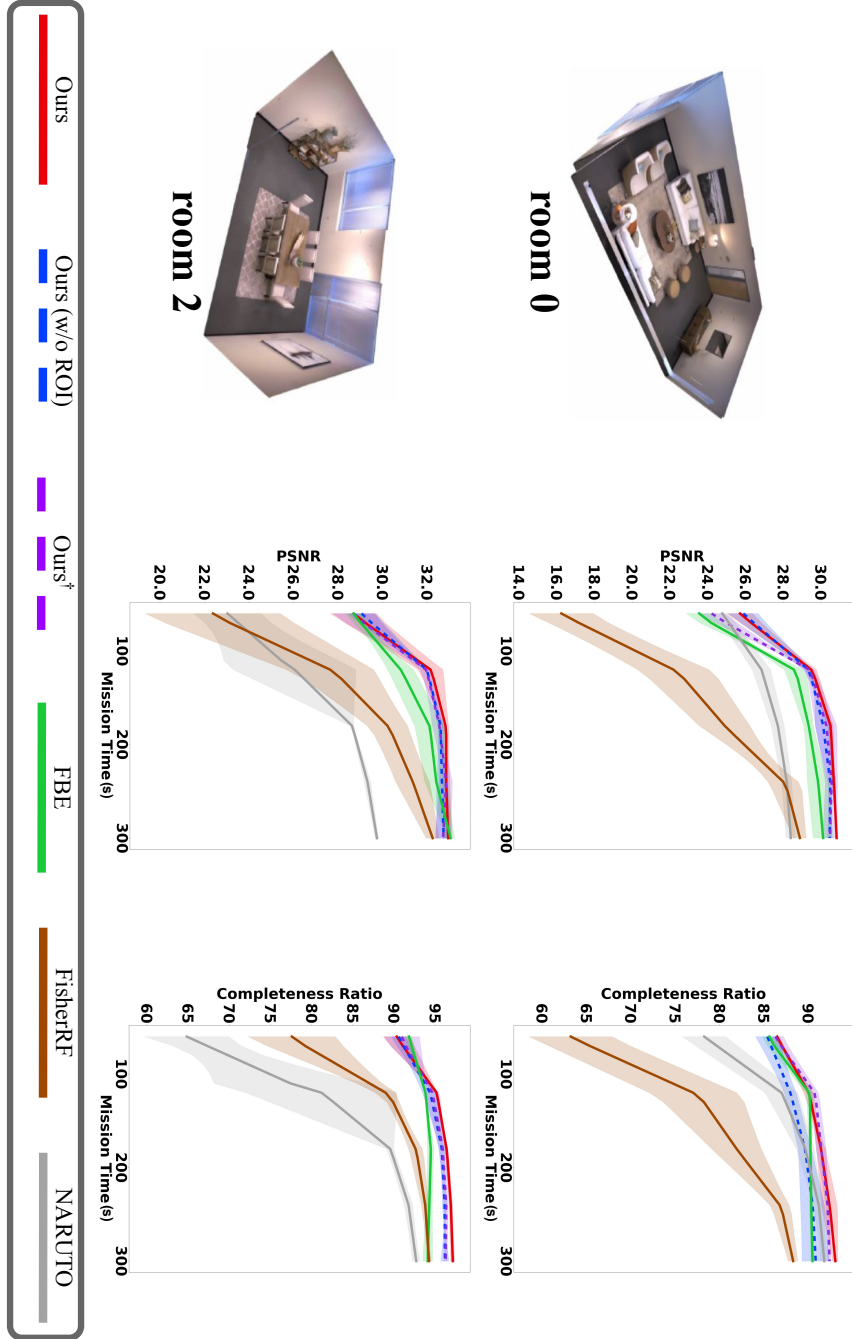 room 0
PSNR
30.0
28.0
26.0
24.0
22.0
20.0
18.0
16.0
14.0
100
200
300
Mission Time(s)
Completeness Ratio
90
85
80
75
70
65
60
100
200
300
Mission Time(s)
room 2
PSNR
32.0
30.0
28.0
26.0
24.0
22.0
20.0
100
200
300
Mission Time(s)
Completeness Ratio
95
90
85
80
75
70
65
60
100
200
300
Mission Time(s)
Ours
Ours (w/o ROI)
Ours†
FBE
FisherRF
NARUTO